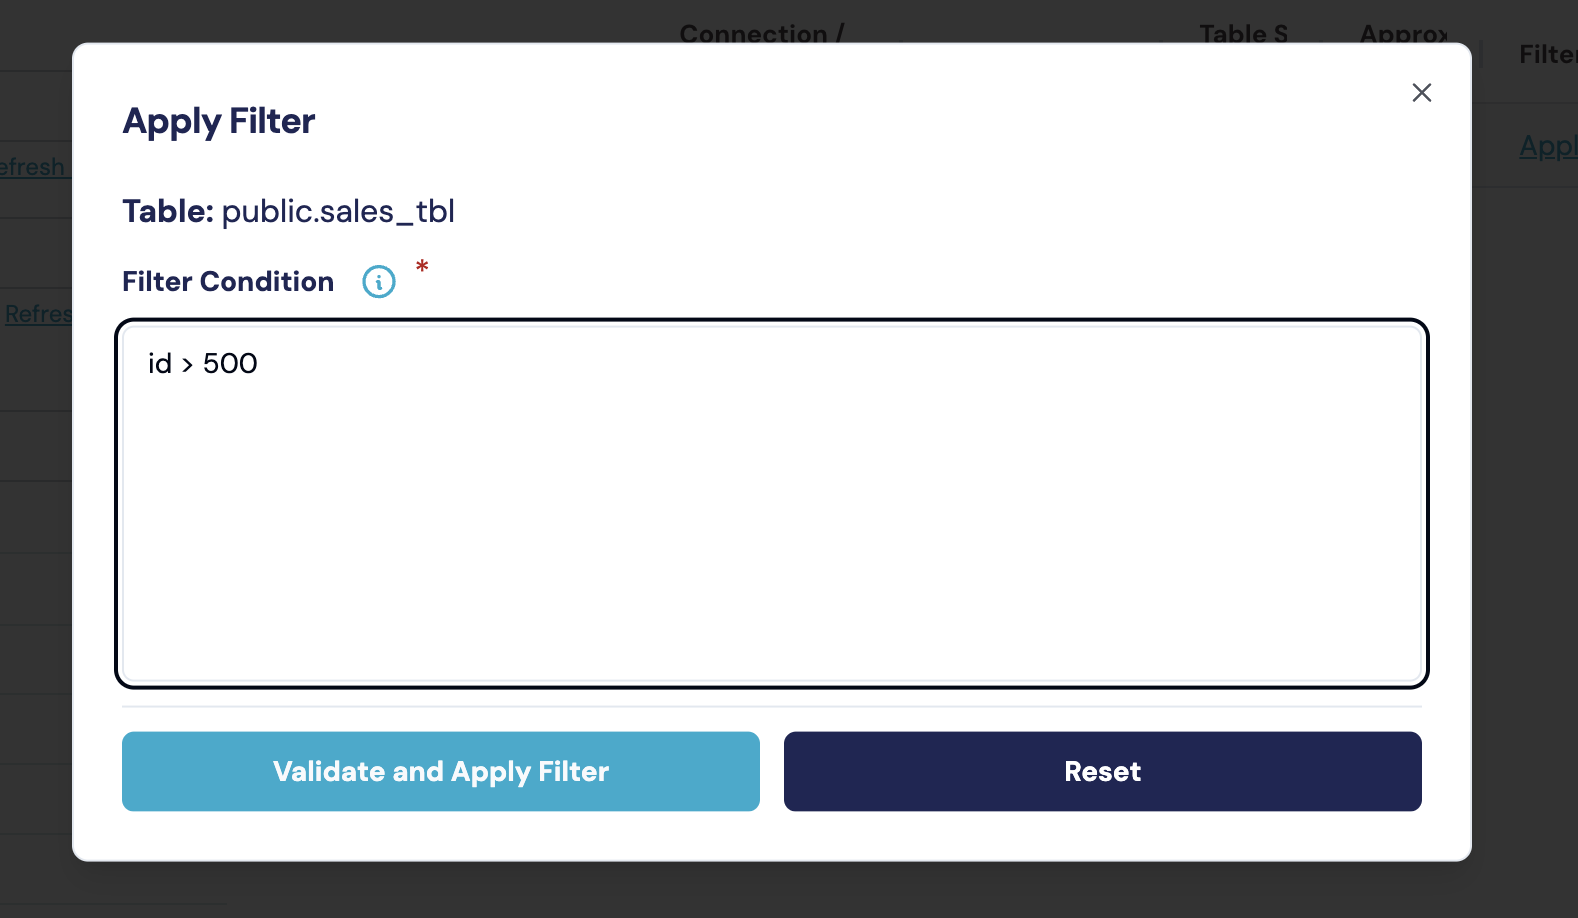 Connection /
Table S
Approx
Filter
Apply Filter
efresh
Appl
Table: public.sales_tbl
Filter Condition *
Refres
id > 500
Validate and Apply Filter
Reset